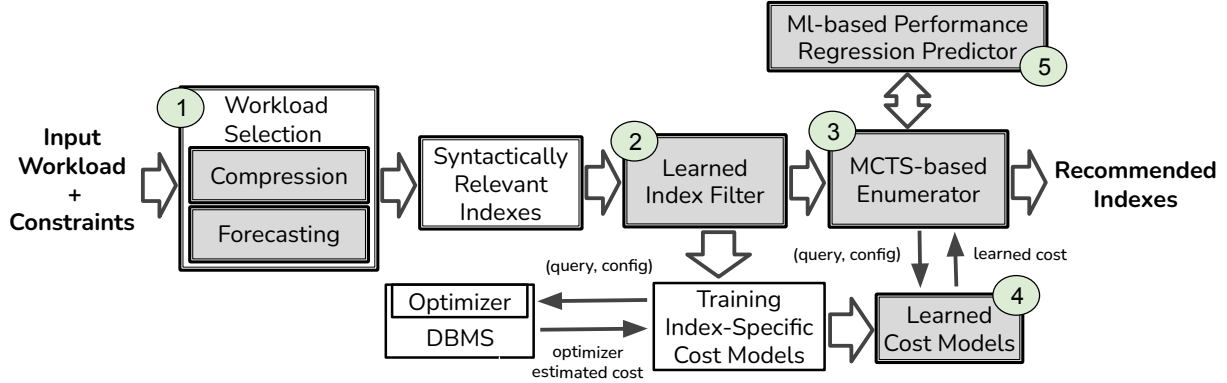 Ml-based Performance
Regression Predictor
5
1
Workload
Selection
Compression
Forecasting
Input
Workload
+
Constraints
Syntactically
Relevant
Indexes
2
Learned
Index Filter
3
MCTS-based
Enumerator
Recommended
Indexes
(query, config)
(query, config)
learned cost
Optimizer
DBMS
optimizer
estimated cost
Training
Index-Specific
Cost Models
4
Learned
Cost Models